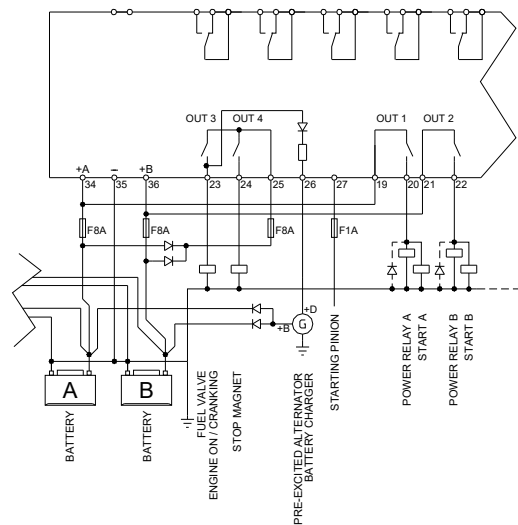 OUT 3 OUT 4 OUT 1 OUT 2
+A – +B
34 35 36 23 24 25 26 27 19 20 21 22
F8A F8A F8A F1A
+D
+B G
A B
BATTERY
BATTERY
FUEL VALVE
ENGINE ON / CRANKING
STOP MAGNET
PRE-EXCITED ALTERNATOR
BATTERY CHARGER
STARTING PINION
POWER RELAY A
START A
POWER RELAY B
START B